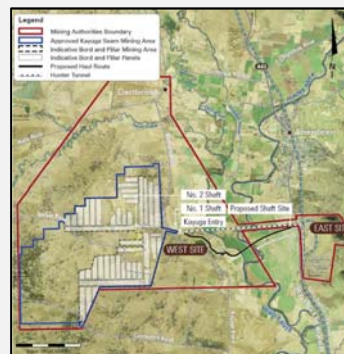 Legend
Mining Authorities Boundary
Approved Kayuga Seam Mining Area
Indicative Bord and Pillar Mining Area
Indicative Bord and Pillar Panels
Proposed Haul Route
Hunter Tunnel
N
No. 2 Shaft
No. 1 Shaft
Proposed Shaft Site
Kayuga Entry
WEST SITE
EAST SITE